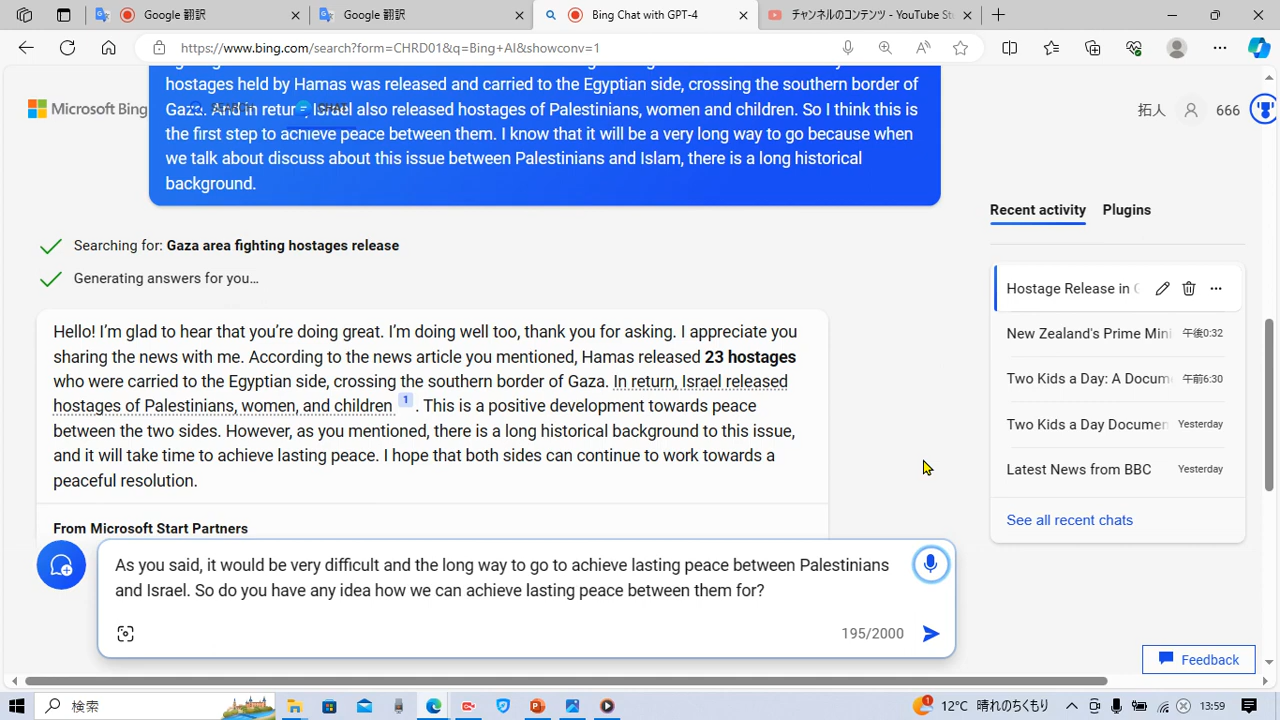 Google 翻訳
Google 翻訳
Bing Chat with GPT-4
チャンネルのコンテンツ - YouTube St
https://www.bing.com/search?form=CHRD01&q=Bing+AI&showconv=1
hostages held by Hamas was released and carried to the Egyptian side, crossing the southern border of
Gaza. And in return Israel also released hostages of Palestinians, women and children. So I think this is
the first step to achieve peace between them. I know that it will be a very long way to go because when
we talk about discuss about this issue between Palestinians and Islam, there is a long historical
background.
Microsoft Bing
SEARCH
CHAT
拓人
666
Recent activity
Plugins
Searching for: Gaza area fighting hostages release
Generating answers for you…
Hello! I'm glad to hear that you're doing great. I'm doing well too, thank you for asking. I appreciate you
sharing the news with me. According to the news article you mentioned, Hamas released 23 hostages
who were carried to the Egyptian side, crossing the southern border of Gaza. In return, Israel released
hostages of Palestinians, women, and children 1 . This is a positive development towards peace
between the two sides. However, as you mentioned, there is a long historical background to this issue,
and it will take time to achieve lasting peace. I hope that both sides can continue to work towards a
peaceful resolution.
From Microsoft Start Partners
Hostage Release in
New Zealand's Prime Mini
午後0:32
Two Kids a Day: A Docum
午前6:30
Two Kids a Day Documen
Yesterday
Latest News from BBC
Yesterday
See all recent chats
As you said, it would be very difficult and the long way to go to achieve lasting peace between Palestinians
and Israel. So do you have any idea how we can achieve lasting peace between them for?
195/2000
Feedback
検索
1
12°C 晴れのちくもり
13:59